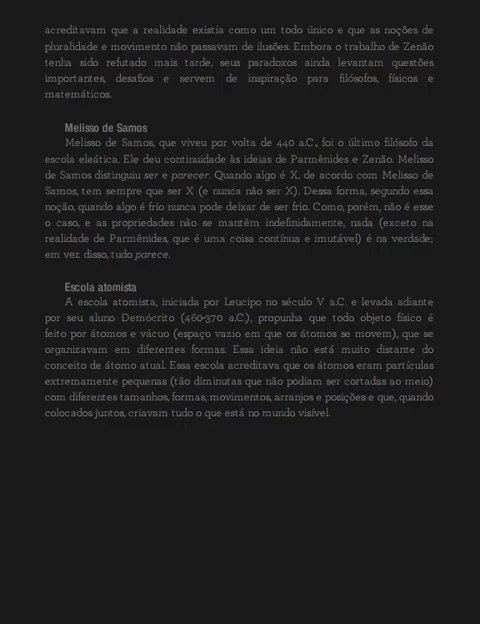 acreditavam que a realidade existia como um todo único e que as noções de
pluralidade e movimento não passavam de ilusões. Embora o trabalho de Zenão
tenha sido refutado mais tarde, seus paradoxos ainda levantam questões
importantes, desafios e servem de inspiração para filósofos, físicos e
matemáticos.
Melisso de Samos
Melisso de Samos, que viveu por volta de 440 a.C., foi o último filósofo da
escola eleática. Ele deu continuidade às ideias de Parmênides e Zenão. Melisso
de Samos distinguiu ser e parecer. Quando algo é X, de acordo com Melisso de
Samos, tem sempre que ser X (e nunca não ser X). Dessa forma, segundo essa
noção, quando algo é frio nunca pode deixar de ser frio. Como, porém, não é esse
o caso, e as propriedades não se mantêm indefinidamente, nada (exceto na
realidade de Parmênides, que é uma coisa contínua e imutável) é na verdade;
em vez disso, tudo parece.
Escola atomista
A escola atomista, iniciada por Leucipo no século V a.C. e levada adiante
por seu aluno Demócrito (460-370 a.C.), propunha que todo objeto físico é
feito por átomos e vácuo (espaço vazio em que os átomos se movem), que se
organizavam em diferentes formas. Essa ideia não está muito distante do
conceito de átomo atual. Essa escola acreditava que os átomos eram partículas
extremamente pequenas (tão diminutas que não podiam ser cortadas ao meio)
com diferentes tamanhos, formas, movimentos, arranjos e posições e que, quando
colocados juntos, criavam tudo o que está no mundo visível.